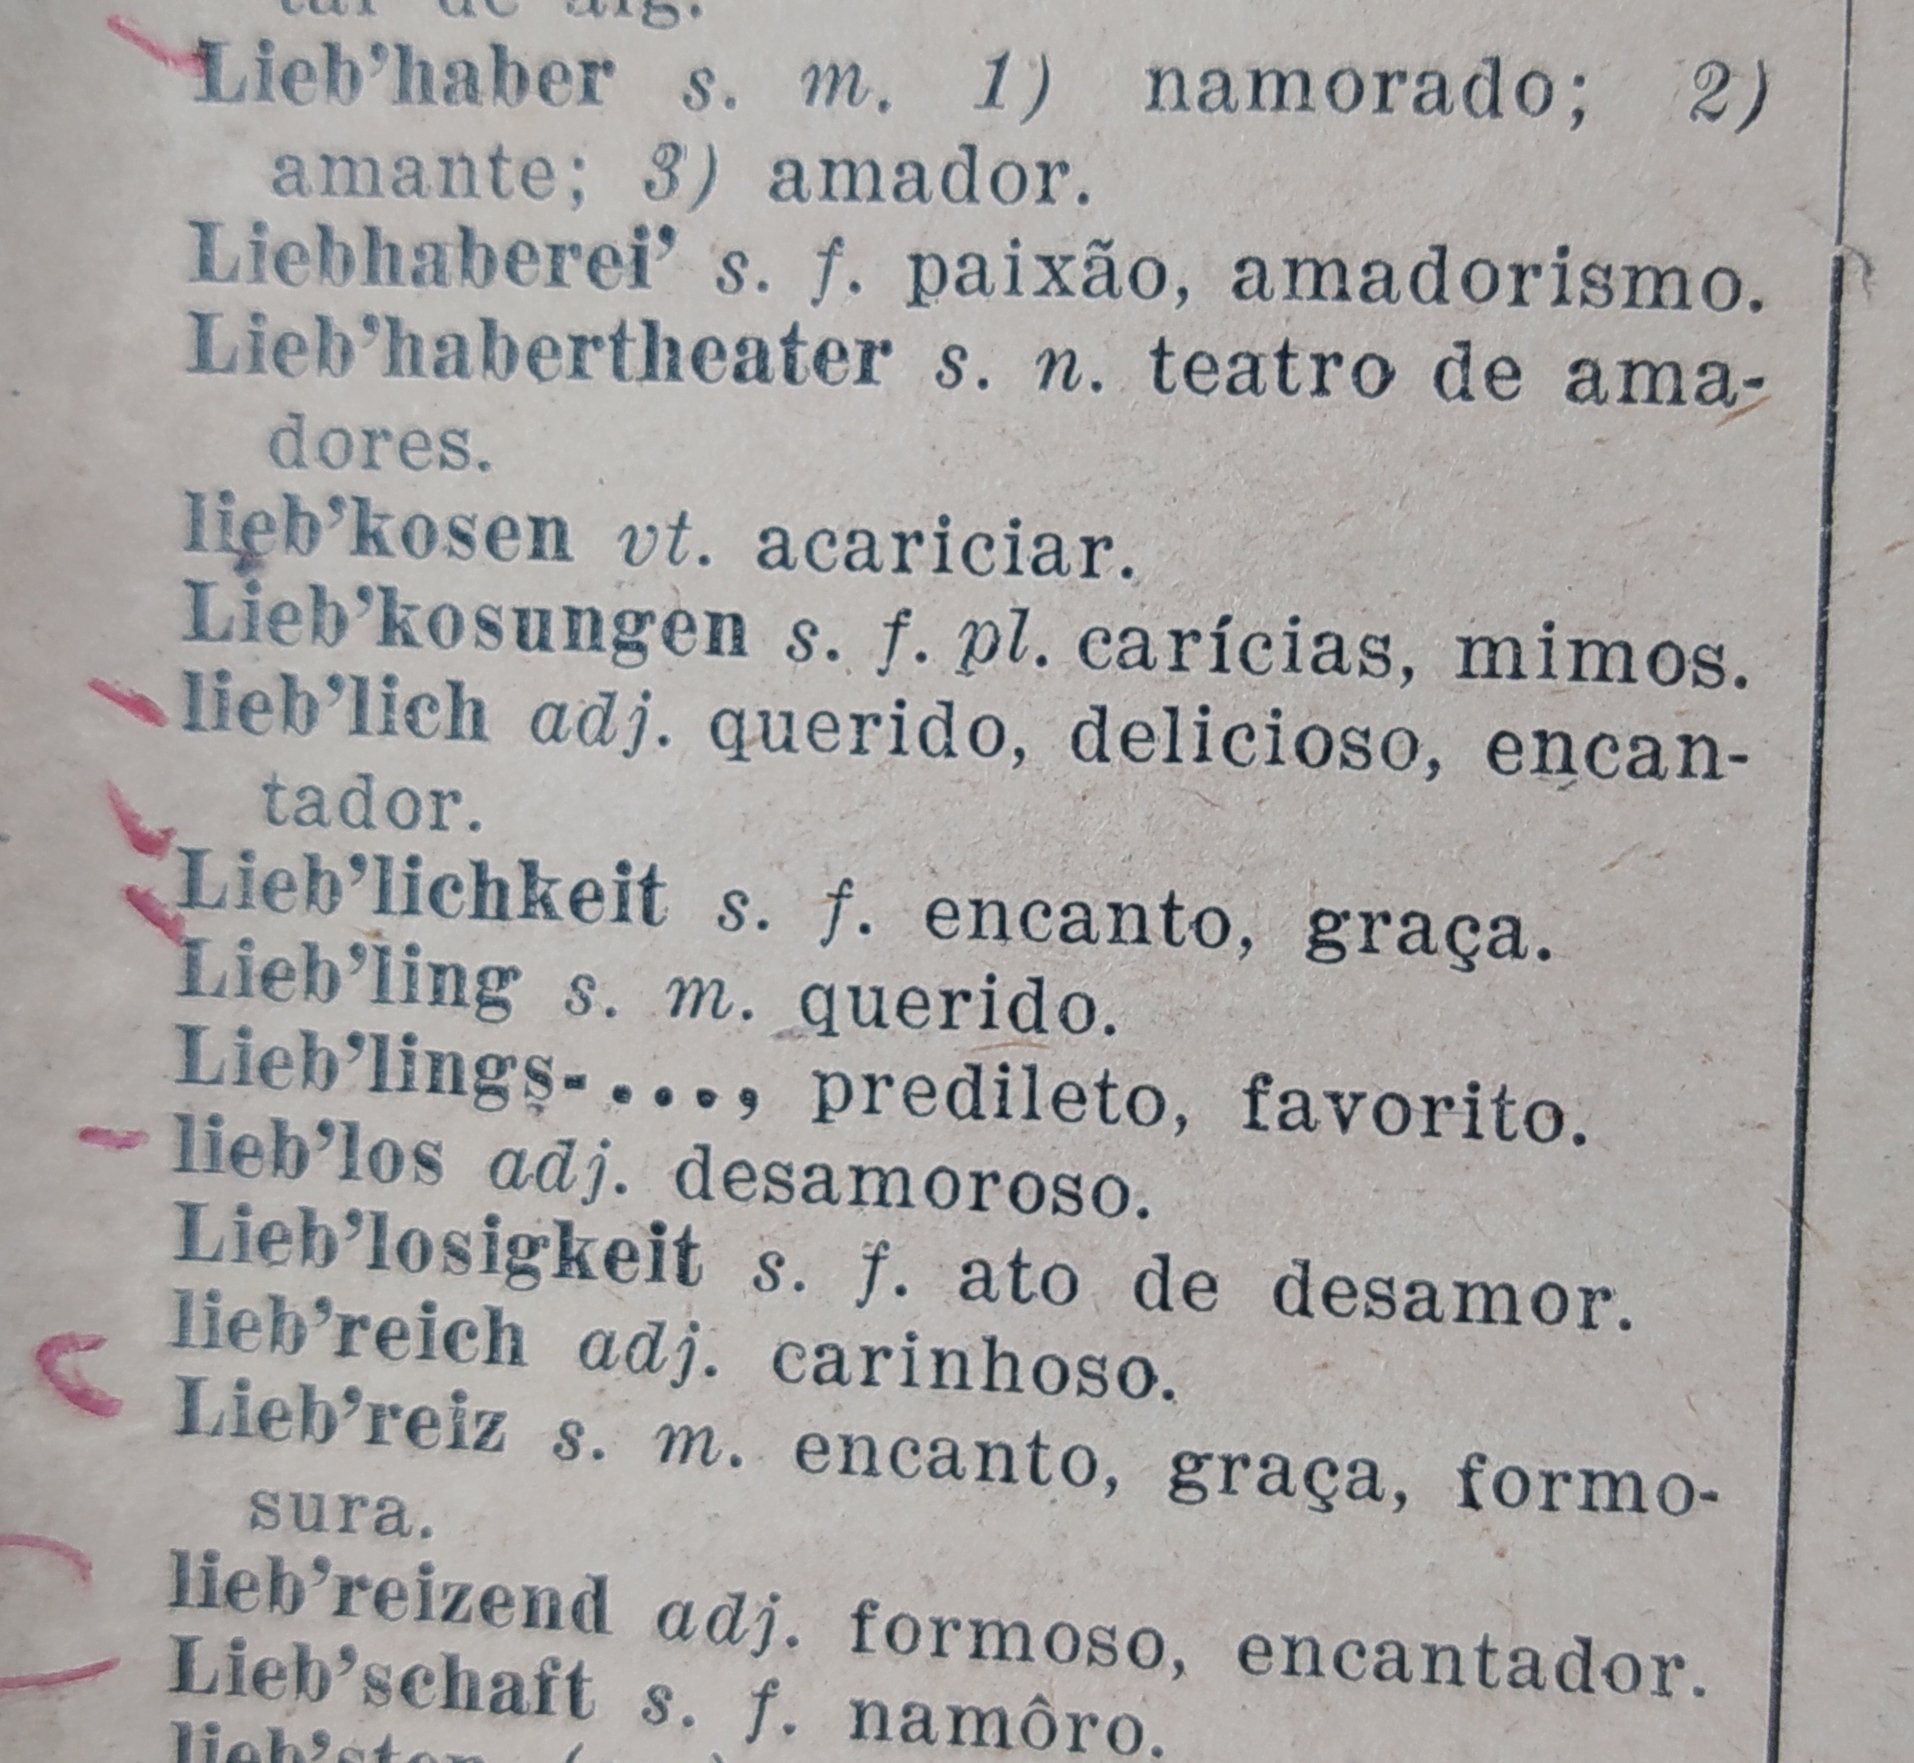 tar de alg.
Lieb’haber s. m. 1) namorado; 2)
amante; 3) amador.
Liebhaberei’ s. f. paixão, amadorismo.
Lieb’habertheater s. n. teatro de ama-
dores.
lieb’kosen vt. acariciar.
Lieb’kosungen s. f. pl. carícias, mimos.
lieb’lich adj. querido, delicioso, encan-
tador.
Lieb’lichkeit s. f. encanto, graça.
Lieb’ling s. m. querido.
Lieb’lings-...., predileto, favorito.
lieb’los adj. desamoroso.
Lieb’losigkeit s. f. ato de desamor.
lieb’reich adj. carinhoso.
Lieb’reiz s. m. encanto, graça, formo-
sura.
lieb’reizend adj. formoso, encantador.
Lieb’schaft s. f. namôro.